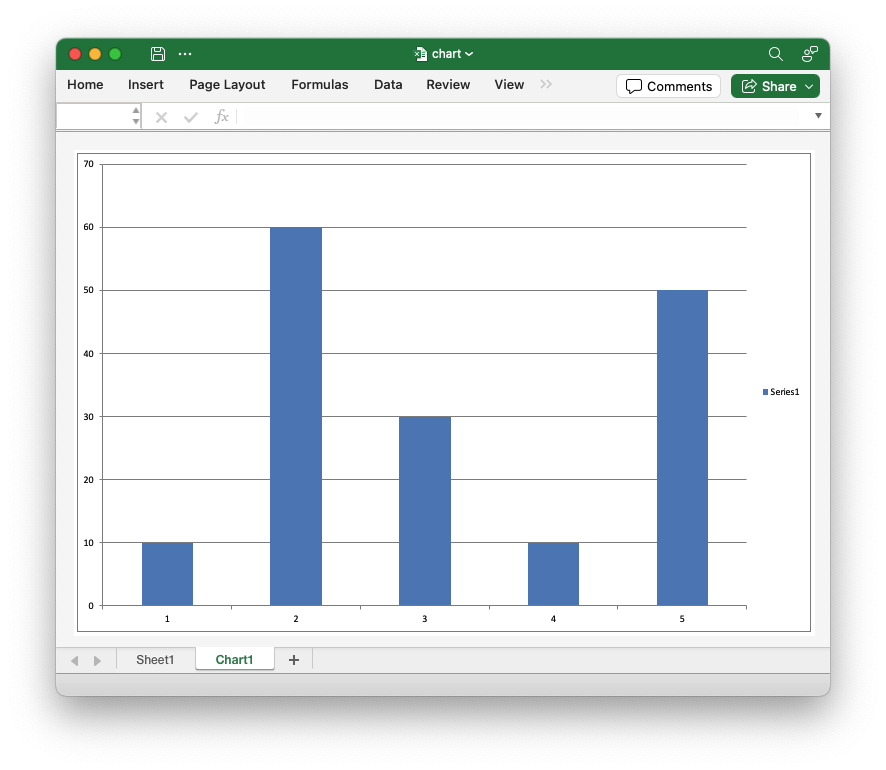 chart
Home Insert Page Layout Formulas Data Review View Comments Share
fx
70
60
50
40
30
20
10
0
1 2 3 4 5
Series1
Sheet1 Chart1